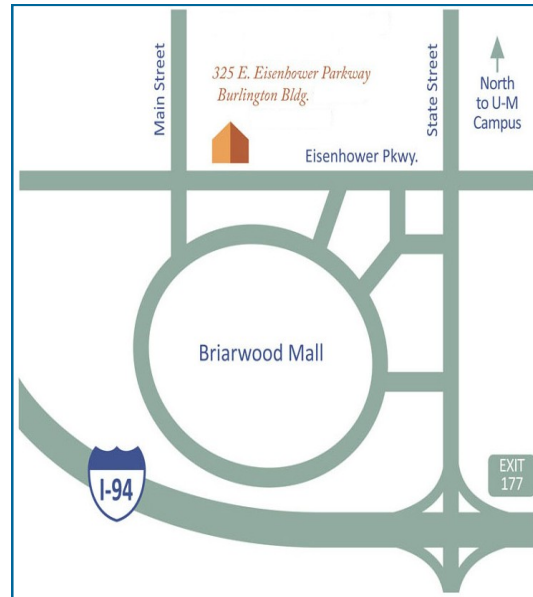 Main Street
325 E. Eisenhower Parkway
Burlington Bldg.
State Street
North
to U-M
Campus
Eisenhower Pkwy.
Briarwood Mall
I-94
EXIT
177